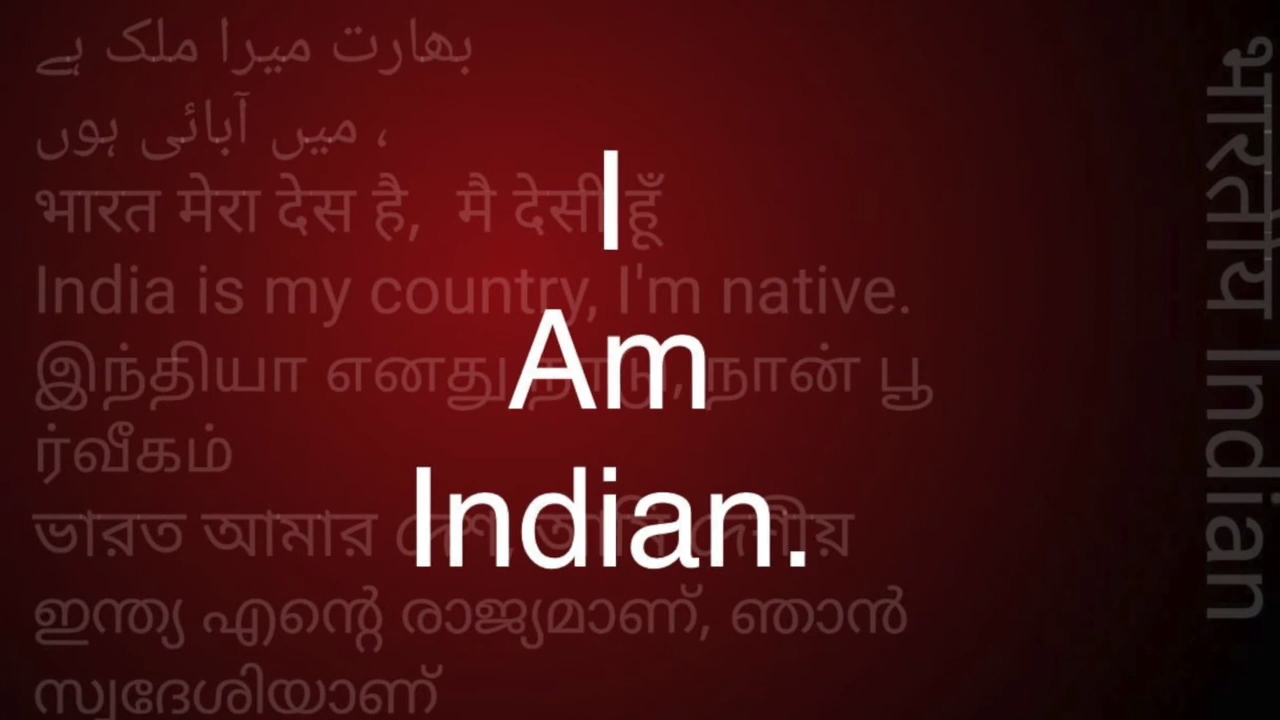 بھارت میرا ملک ہے
، میں آبائی ہوں
भारत मेरा देस है, मै देसी हूँ
India is my country, I'm native.
இந்தியா எனது நாடு, நான் பூ
ர்வீகம்
ভারত আমার দেশ, আমি দেশীয়
ഇന്ത്യ എന്റെ രാജ്യമാണ്, ഞാൻ
സ്വദേശിയാണ്
I
Am
Indian.
भारतीय Indian